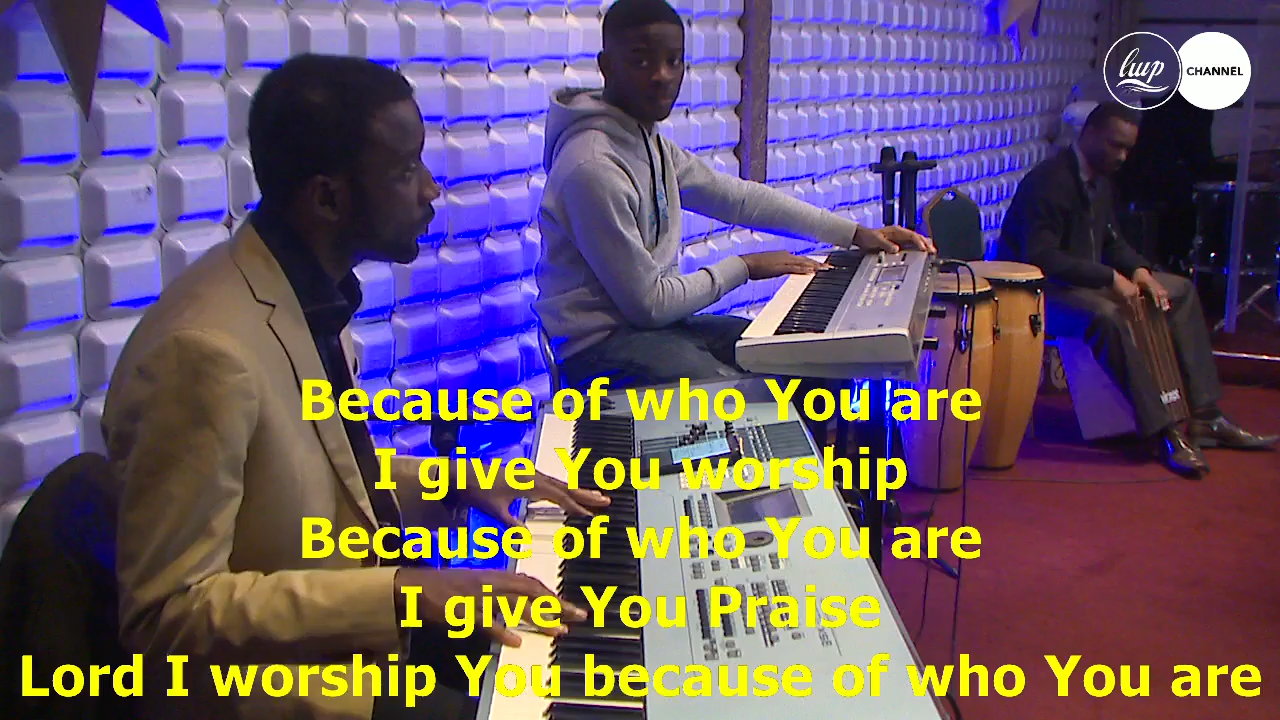 lwp CHANNEL
Because of who You are
I give You worship
Because of who You are
I give You Praise
Lord I worship You because of who You are